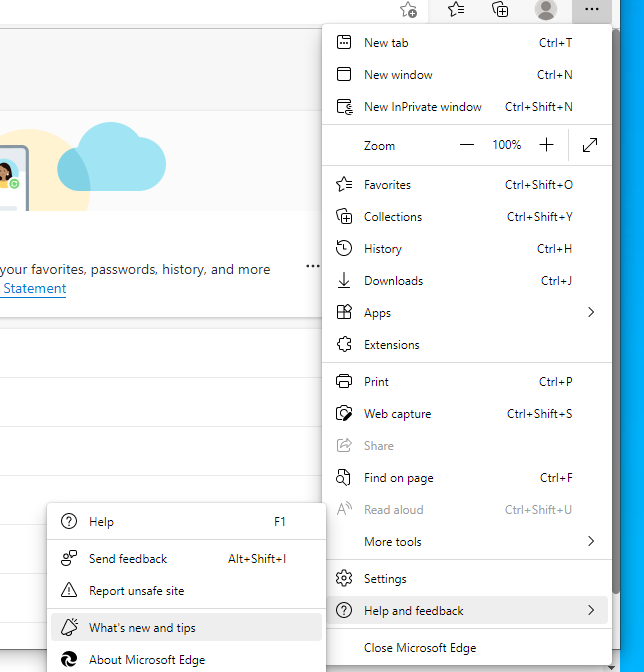 New tab Ctrl+T
New window Ctrl+N
New InPrivate window Ctrl+Shift+N
Zoom 100%
Favorites Ctrl+Shift+O
Collections Ctrl+Shift+Y
your favorites, passwords, history, and more
Statement
History Ctrl+H
Downloads Ctrl+J
Apps
Extensions
Print Ctrl+P
Web capture Ctrl+Shift+S
Share
Find on page Ctrl+F
Read aloud Ctrl+Shift+U
More tools
Settings
Help and feedback
Close Microsoft Edge
Help F1
Send feedback Alt+Shift+I
Report unsafe site
What's new and tips
About Microsoft Edge